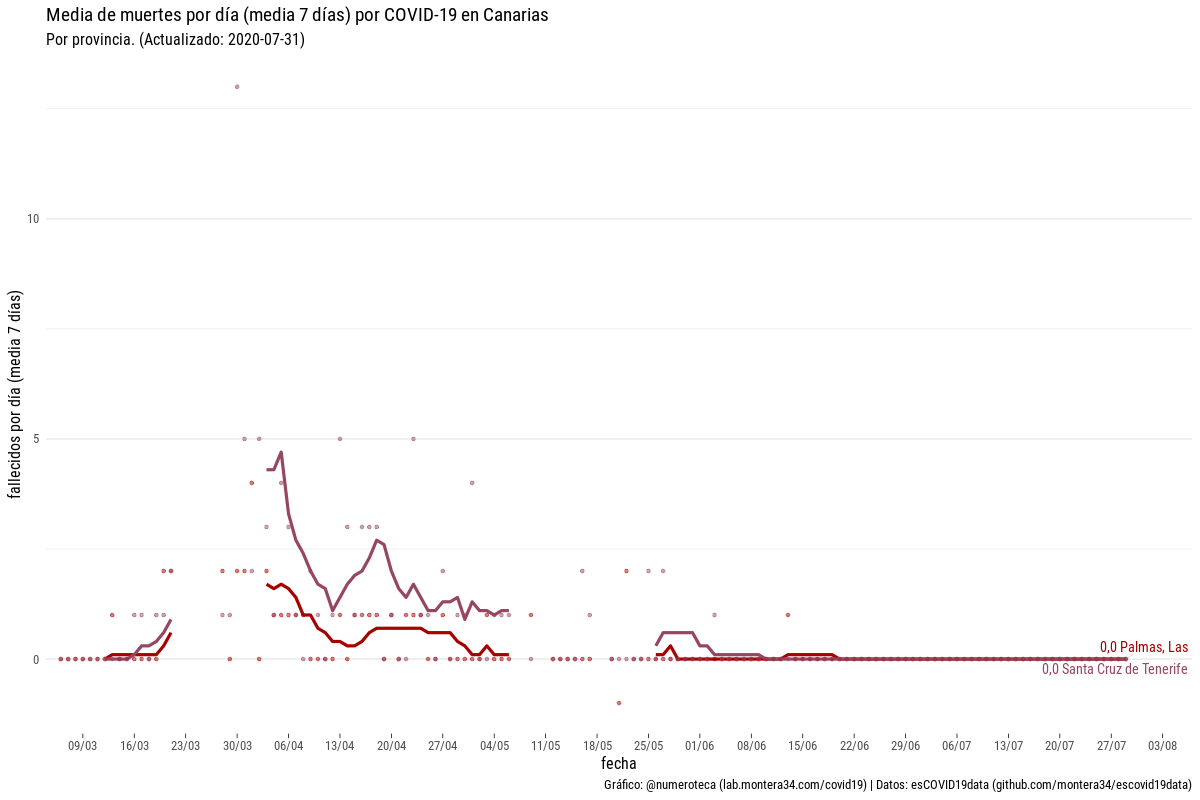 Media de muertes por día (media 7 días) por COVID-19 en Canarias
Por provincia. (Actualizado: 2020-07-31)
fallecidos por día (media 7 días)
10
5
0
0,0 Palmas, Las
0,0 Santa Cruz de Tenerife
09/03 16/03 23/03 30/03 06/04 13/04 20/04 27/04 04/05 11/05 18/05 25/05 01/06 08/06 15/06 22/06 29/06 06/07 13/07 20/07 27/07 03/08
fecha
Gráfico: @numeroteca (lab.montera34.com/covid19) | Datos: esCOVID19data (github.com/montera34/escovid19data)